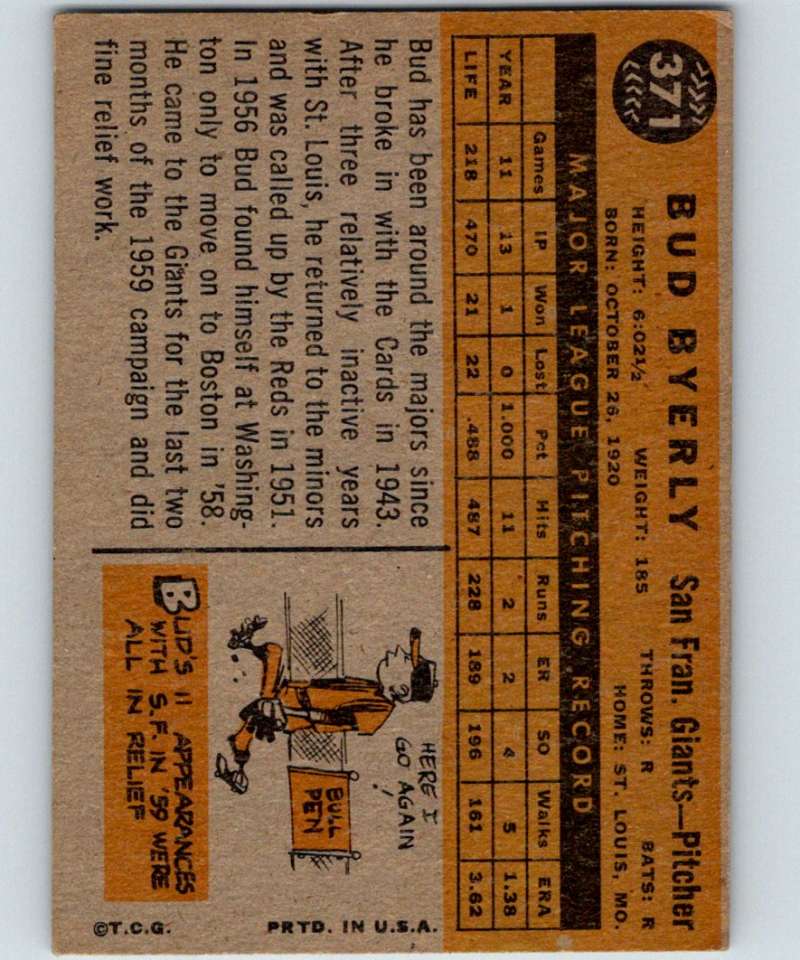 371
BUD BYERLY San Fran. Giants—Pitcher
HEIGHT: 6:02½ WEIGHT: 185 THROWS: R BATS: R
BORN: OCTOBER 26, 1920 HOME: ST. LOUIS, MO.
MAJOR LEAGUE PITCHING RECORD
Games IP Won Lost Pct Hits Runs ER SO Walks ERA
YEAR 11 13 1 0 1.000 11 2 2 4 5 1.38
LIFE 218 470 21 22 .488 487 228 189 196 161 3.62
Bud has been around the majors since
he broke in with the Cards in 1943.
After three relatively inactive years
with St. Louis, he returned to the minors
and was called up by the Reds in 1951.
In 1956 Bud found himself at Washing-
ton only to move on to Boston in '58.
He came to the Giants for the last two
months of the 1959 campaign and did
fine relief work.
HERE I
GO AGAIN!
BULL
PEN
BUD'S 11 APPEARANCES
WITH S.F. IN '59 WERE
ALL IN RELIEF
©T.C.G. PRTD. IN U.S.A.